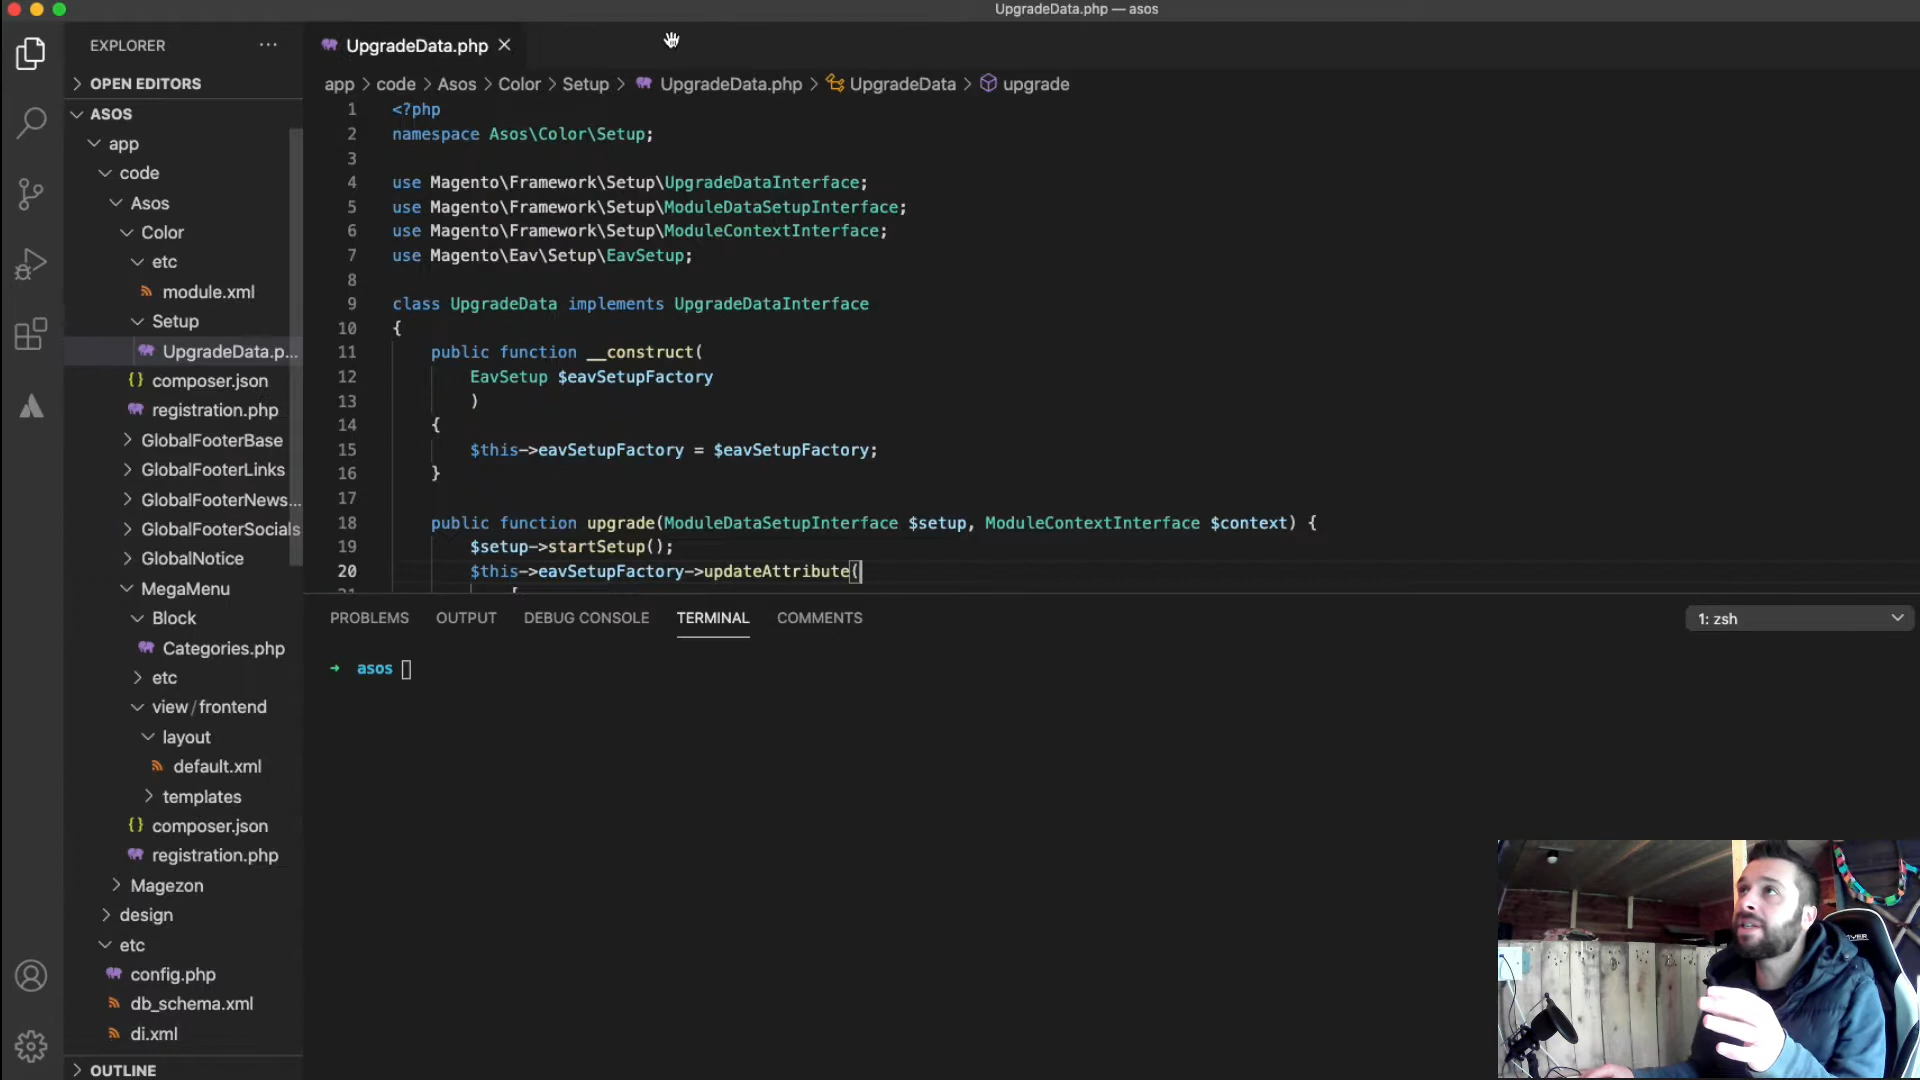 UpgradeData.php — asos
EXPLORER
OPEN EDITORS
ASOS
app
code
Asos
Color
etc
module.xml
Setup
UpgradeData.p...
composer.json
registration.php
GlobalFooterBase
GlobalFooterLinks
GlobalFooterNews...
GlobalFooterSocials
GlobalNotice
MegaMenu
Block
Categories.php
etc
view/frontend
layout
default.xml
templates
composer.json
registration.php
Magezon
design
etc
config.php
db_schema.xml
di.xml
OUTLINE
UpgradeData.php
app > code > Asos > Color > Setup > UpgradeData.php > UpgradeData > upgrade
1 <?php
2 namespace Asos\Color\Setup;
3
4 use Magento\Framework\Setup\UpgradeDataInterface;
5 use Magento\Framework\Setup\ModuleDataSetupInterface;
6 use Magento\Framework\Setup\ModuleContextInterface;
7 use Magento\Eav\Setup\EavSetup;
8
9 class UpgradeData implements UpgradeDataInterface
10 {
11 public function __construct(
12 EavSetup $eavSetupFactory
13 )
14 {
15 $this->eavSetupFactory = $eavSetupFactory;
16 }
17
18 public function upgrade(ModuleDataSetupInterface $setup, ModuleContextInterface $context) {
19 $setup->startSetup();
20 $this->eavSetupFactory->updateAttribute(
PROBLEMS OUTPUT DEBUG CONSOLE TERMINAL COMMENTS
1: zsh
→ asos